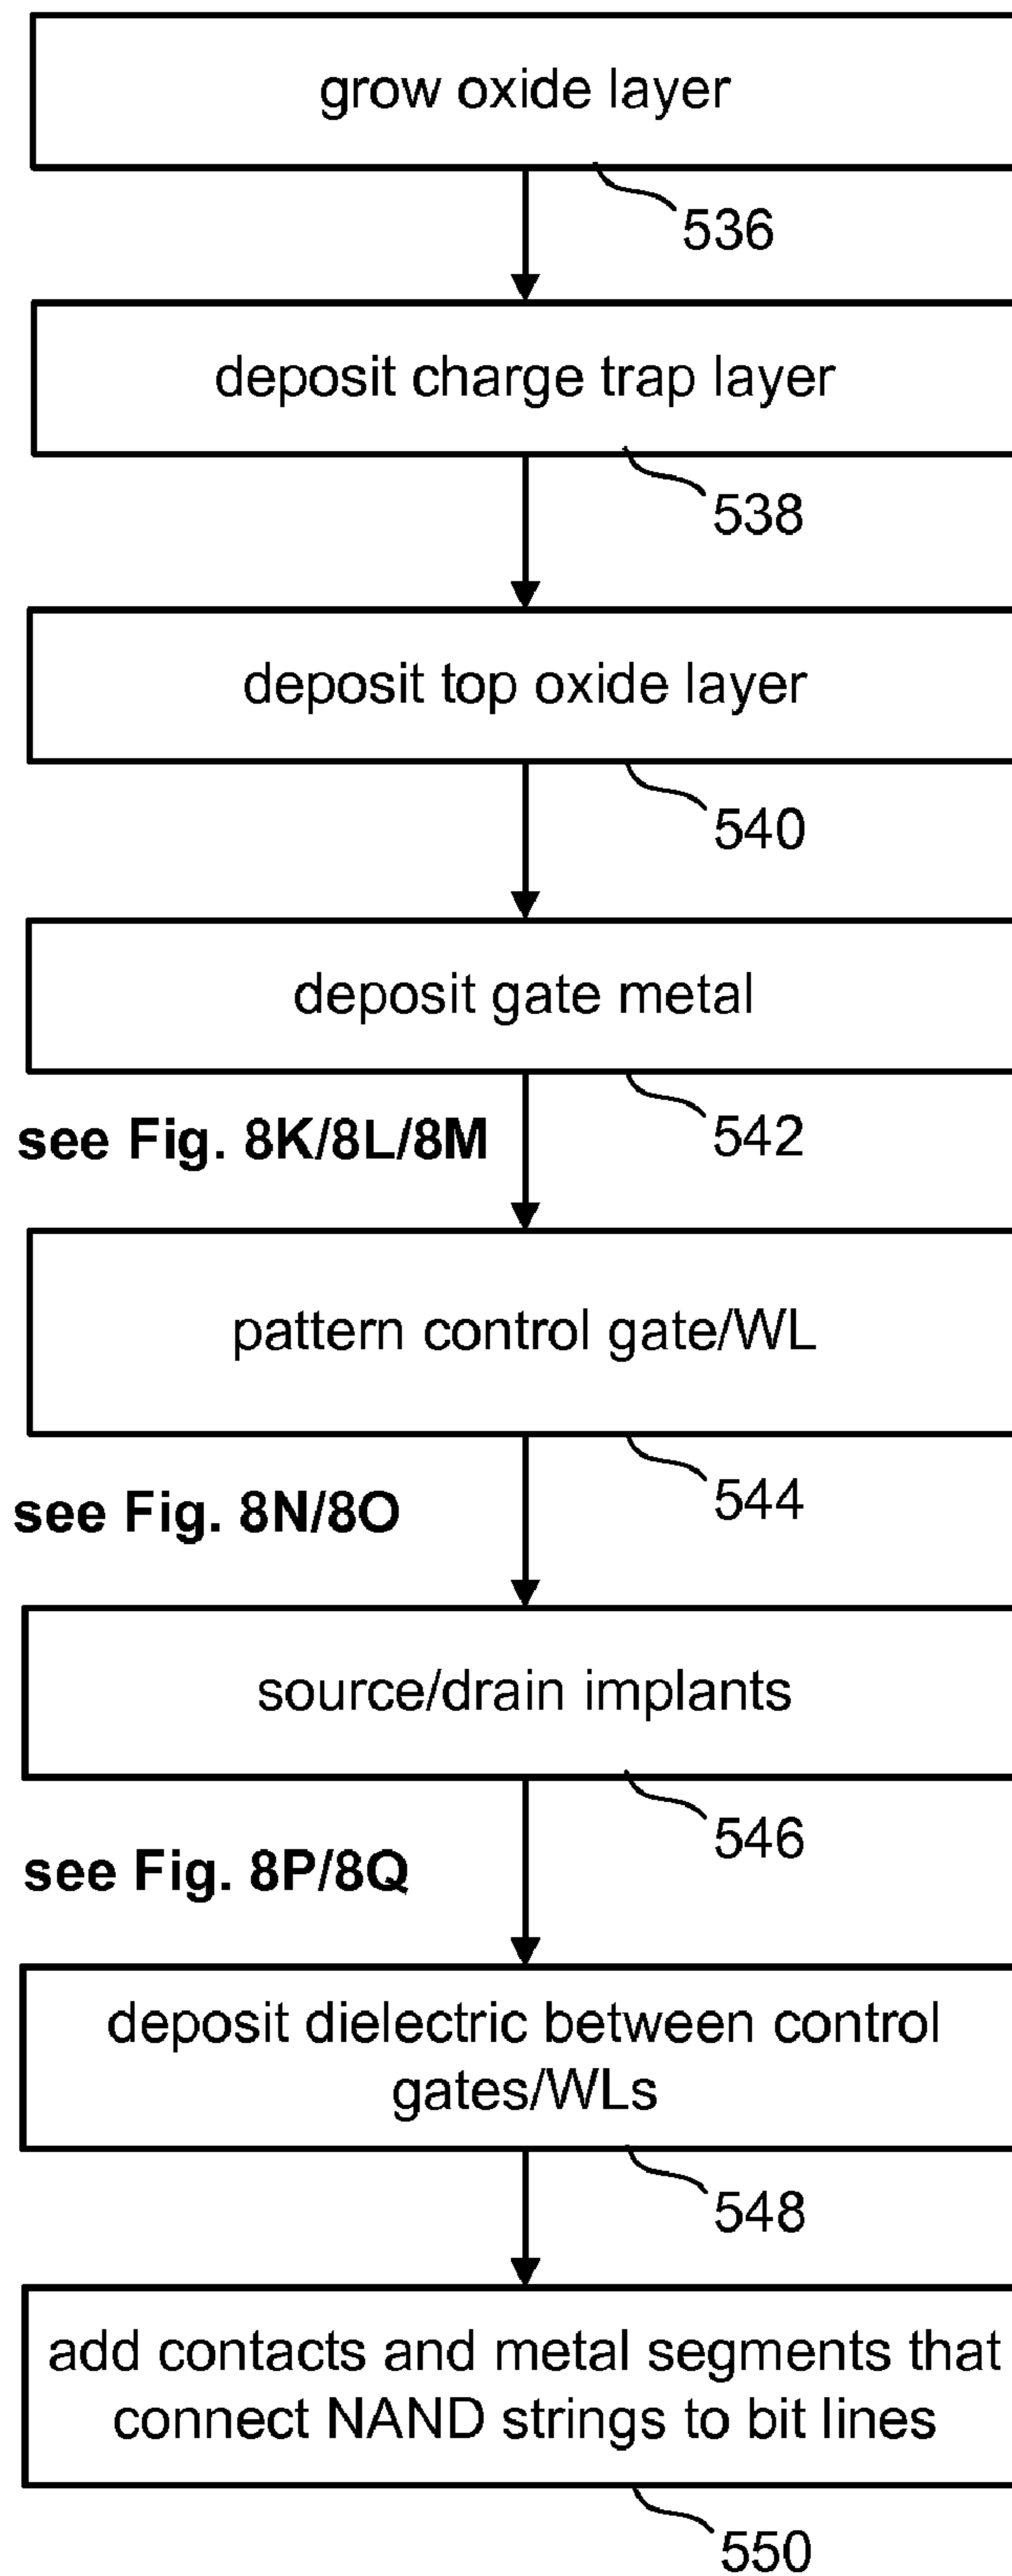 grow oxide layer
536
deposit charge trap layer
538
deposit top oxide layer
540
deposit gate metal
542
see Fig. 8K/8L/8M
pattern control gate/WL
544
see Fig. 8N/8O
source/drain implants
546
see Fig. 8P/8Q
deposit dielectric between control
gates/WLs
548
add contacts and metal segments that
connect NAND strings to bit lines
550